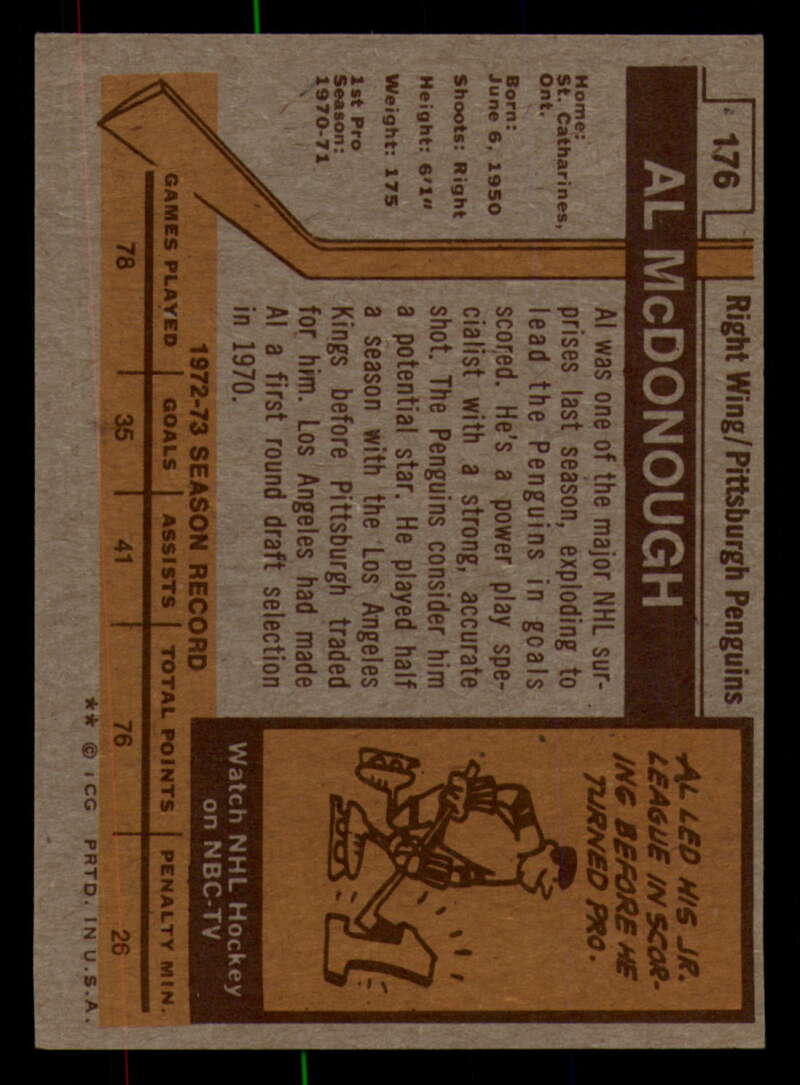 176
Right Wing/Pittsburgh Penguins
AL McDONOUGH
Home:
St. Catharines,
Ont.
Born:
June 6, 1950
Shoots: Right
Height: 6'1"
Weight: 175
1st Pro
Season:
1970-71
Al was one of the major NHL sur-
prises last season, exploding to
lead the Penguins in goals
scored. He's a power play spe-
cialist with a strong, accurate
shot. The Penguins consider him
a potential star. He played half
a season with the Los Angeles
Kings before Pittsburgh traded
for him. Los Angeles had made
Al a first round draft selection
in 1970.
AL LED HIS JR.
LEAGUE IN SCOR-
ING BEFORE HE
TURNED PRO.
1
Watch NHL Hockey
on NBC-TV
1972-73 SEASON RECORD
GAMES PLAYED GOALS ASSISTS TOTAL POINTS PENALTY MIN.
78 35 41 76 26
** © TCG PRTD. IN U.S.A.